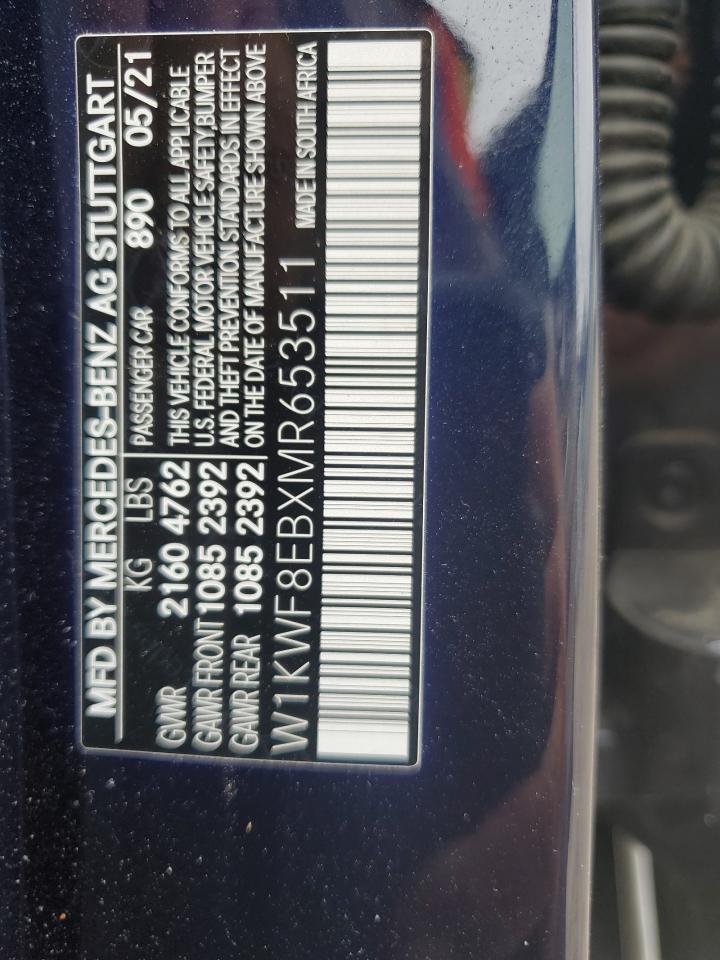 MFD BY MERCEDES-BENZ AG STUTTGART
KG LBS
GVWR 2160 4762
GAWR FRONT 1085 2392
GAWR REAR 1085 2392
PASSENGER CAR 890 05/21
THIS VEHICLE CONFORMS TO ALL APPLICABLE
U.S. FEDERAL MOTOR VEHICLE SAFETY,BUMPER
AND THEFT PREVENTION STANDARDS IN EFFECT
ON THE DATE OF MANUFACTURE SHOWN ABOVE
W1KWF8EBXMR653511 MADE IN SOUTH AFRICA